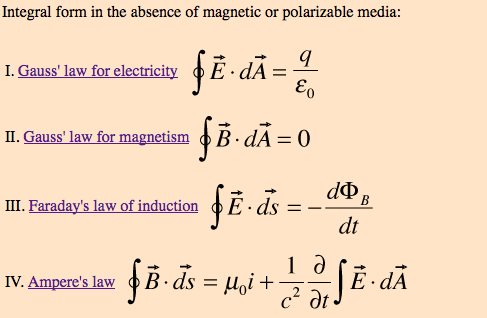 Integral form in the absence of magnetic or polarizable media:
I. Gauss' law for electricity ∮ E⃗ · dA⃗ = q/ε₀
II. Gauss' law for magnetism ∮ B⃗ · dA⃗ = 0
III. Faraday's law of induction ∮ E⃗ · ds⃗ = − dΦ_B/dt
IV. Ampere's law ∮ B⃗ · ds⃗ = μ₀i + 1/c² ∂/∂t ∫ E⃗ · dA⃗